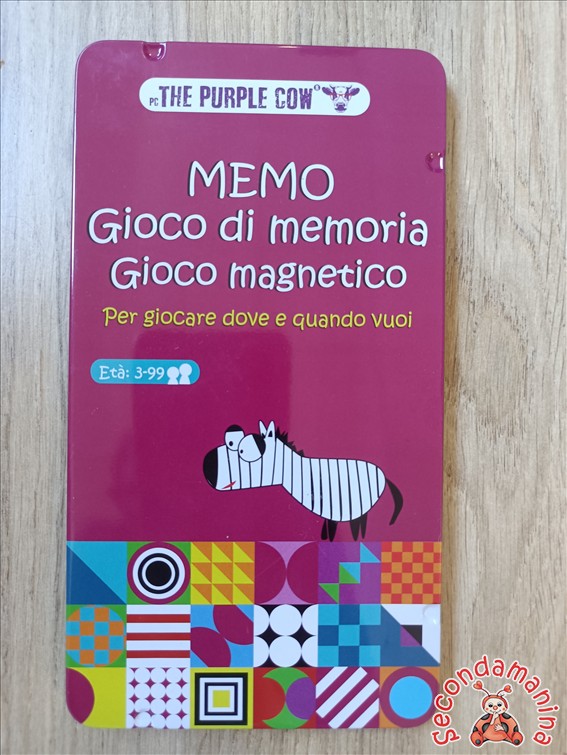 PC THE PURPLE COW®
MEMO
Gioco di memoria
Gioco magnetico
Per giocare dove e quando vuoi
Età: 3-99
secondamanina